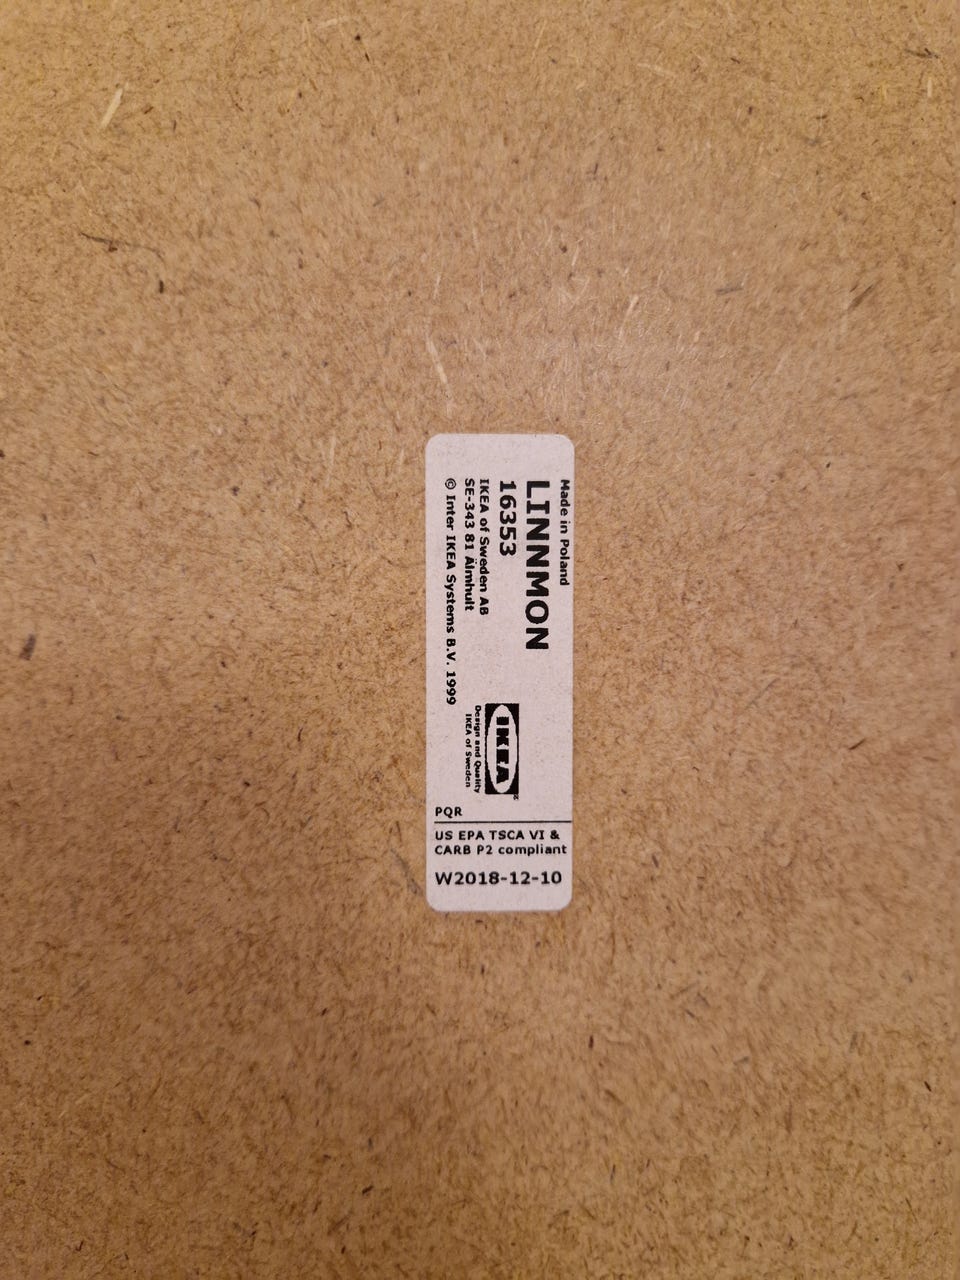 Made in Poland
LINNMON
16353
IKEA of Sweden AB
SE-343 81 Älmhult
© Inter IKEA Systems B.V. 1999
IKEA®
Design and Quality
IKEA of Sweden
PQR
US EPA TSCA VI &
CARB P2 compliant
W2018-12-10